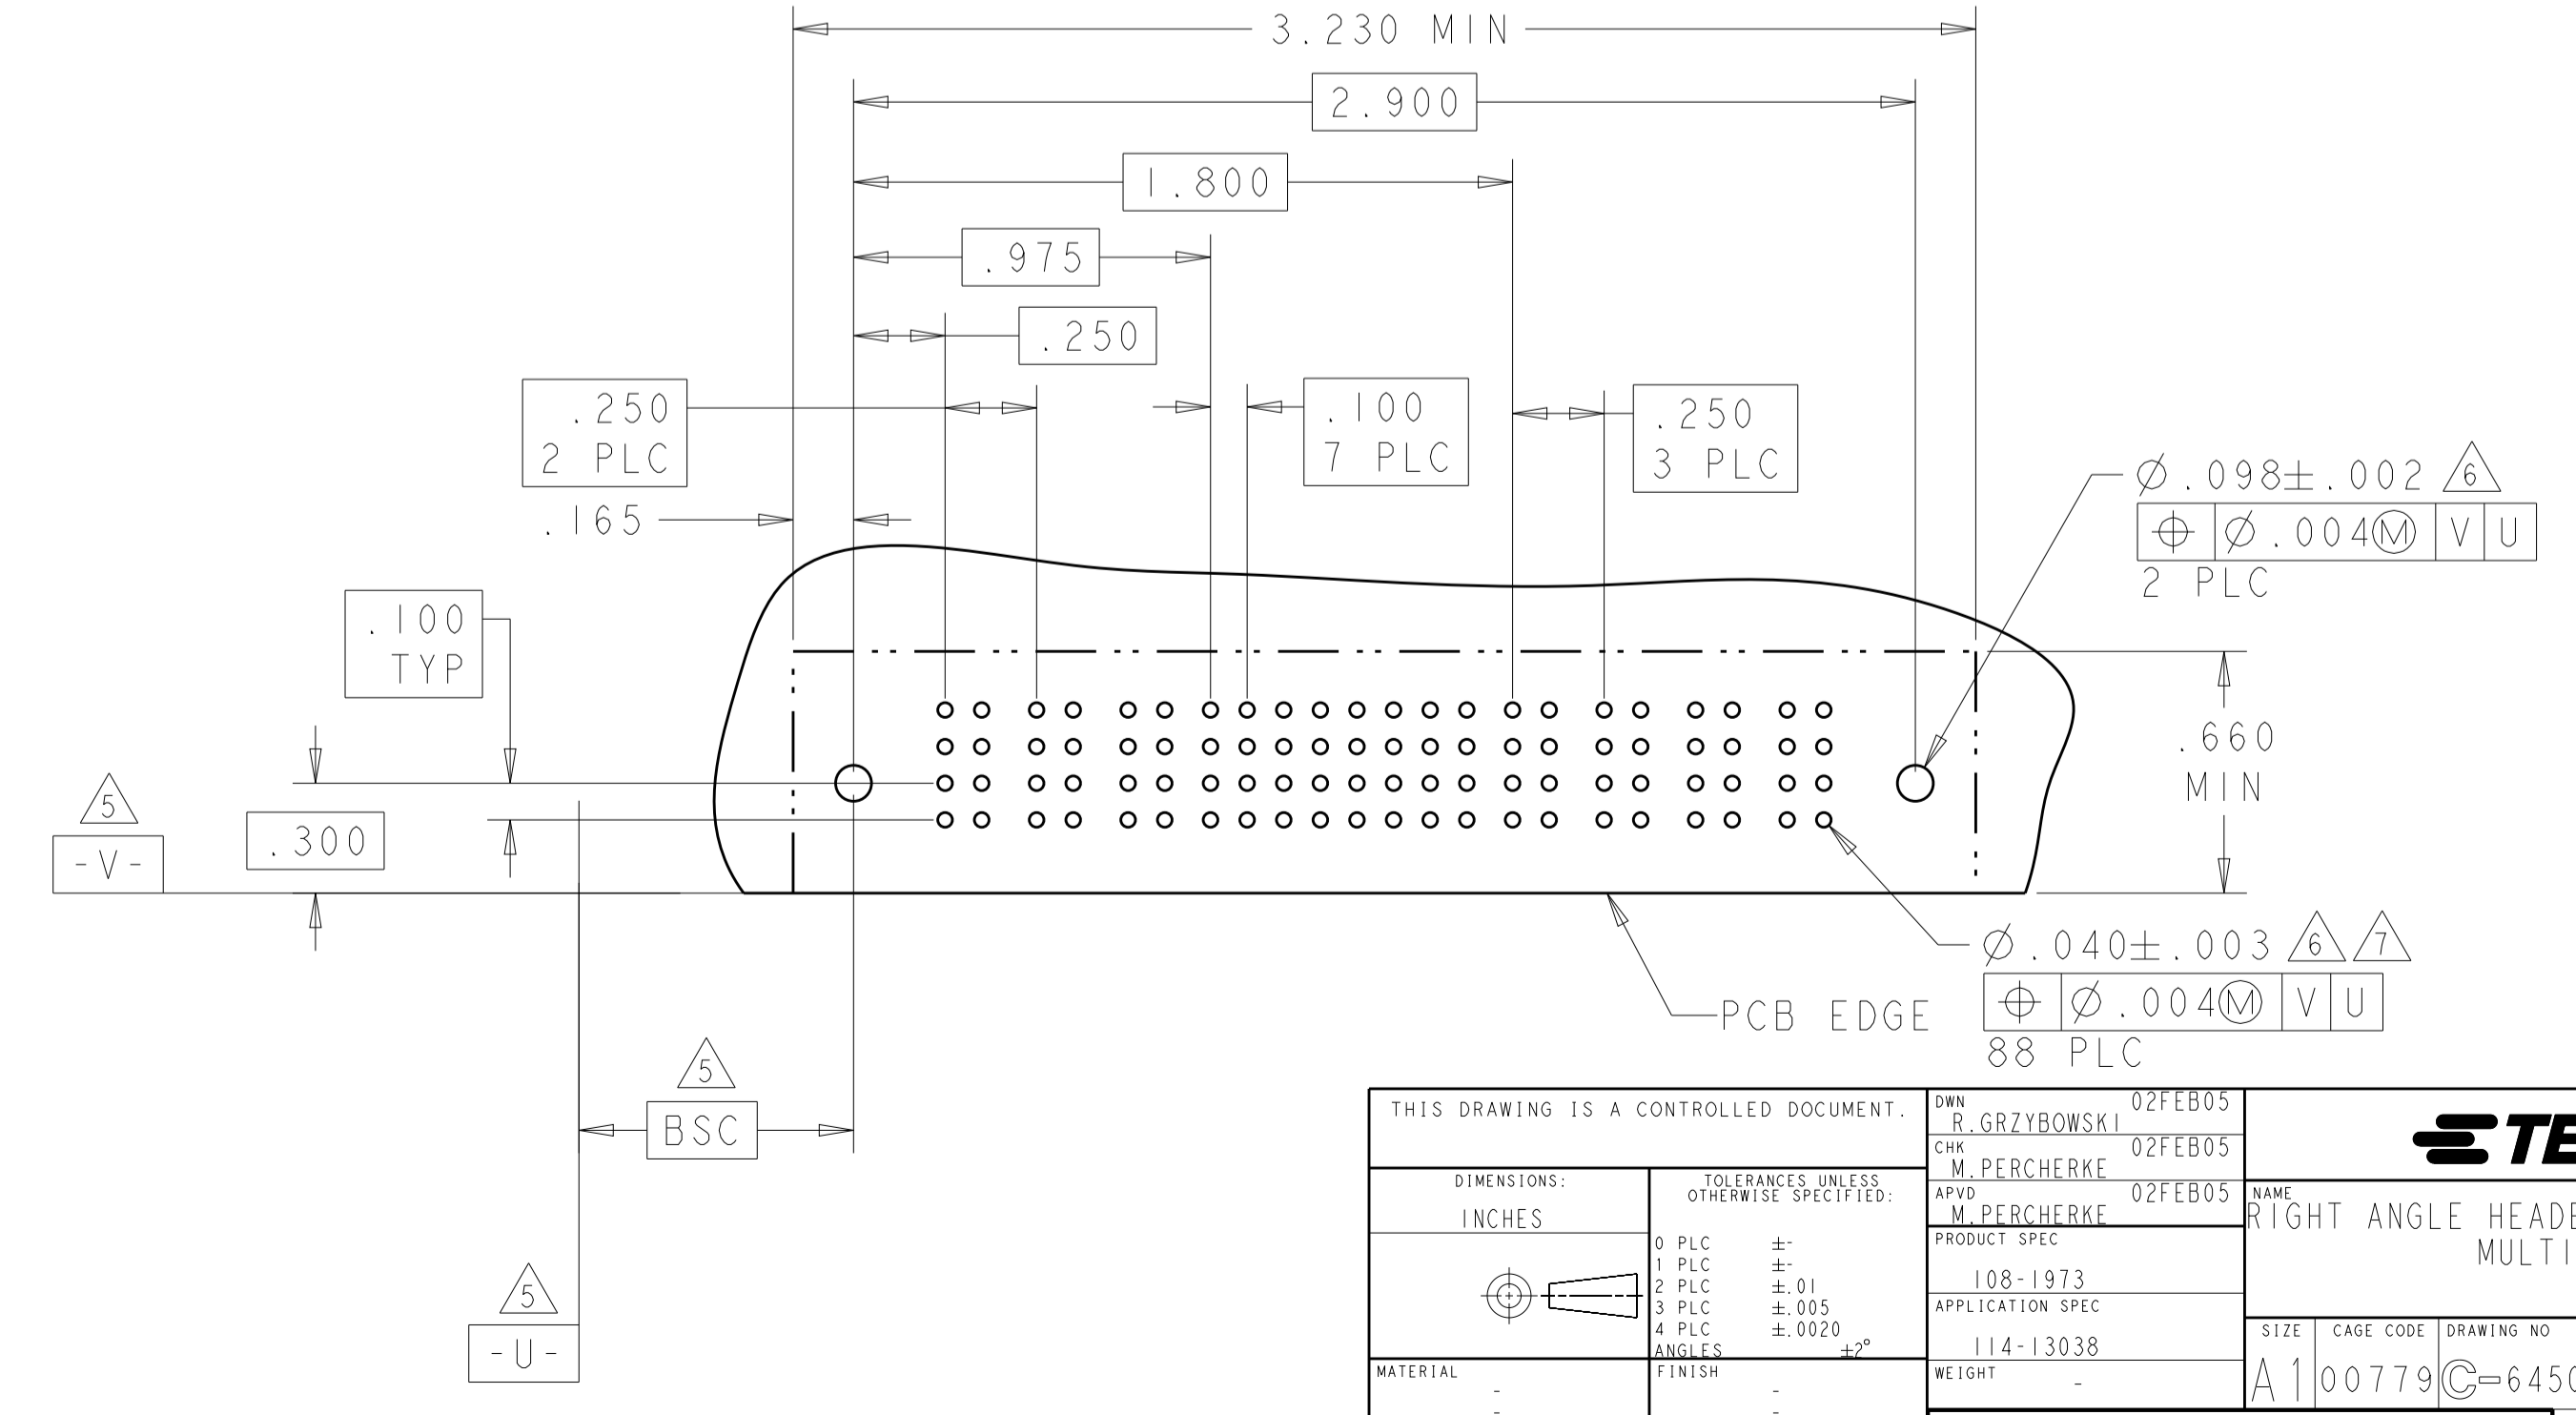 3.230 MIN
2.900
1.800
.975
.250
.250
2 PLC
.100
7 PLC
.250
3 PLC
.165
Ø.098±.002 6
⌖ Ø.004Ⓜ V U
2 PLC
.100
TYP
.660
MIN
5
-V-
.300
Ø.040±.003 6 7
⌖ Ø.004Ⓜ V U
88 PLC
PCB EDGE
5
BSC
5
-U-
THIS DRAWING IS A CONTROLLED DOCUMENT.
DIMENSIONS:
INCHES
TOLERANCES UNLESS
OTHERWISE SPECIFIED:
0 PLC ±-
1 PLC ±-
2 PLC ±.01
3 PLC ±.005
4 PLC ±.0020
ANGLES ±2°
MATERIAL
-
-
FINISH
-
-
DWN 02FEB05
R.GRZYBOWSKI
CHK 02FEB05
M.PERCHERKE
APVD 02FEB05
M.PERCHERKE
PRODUCT SPEC
108-1973
APPLICATION SPEC
114-13038
WEIGHT -
TE
NAME
RIGHT ANGLE HEADE
MULTI
SIZE
A1
CAGE CODE
00779
DRAWING NO
C-6450